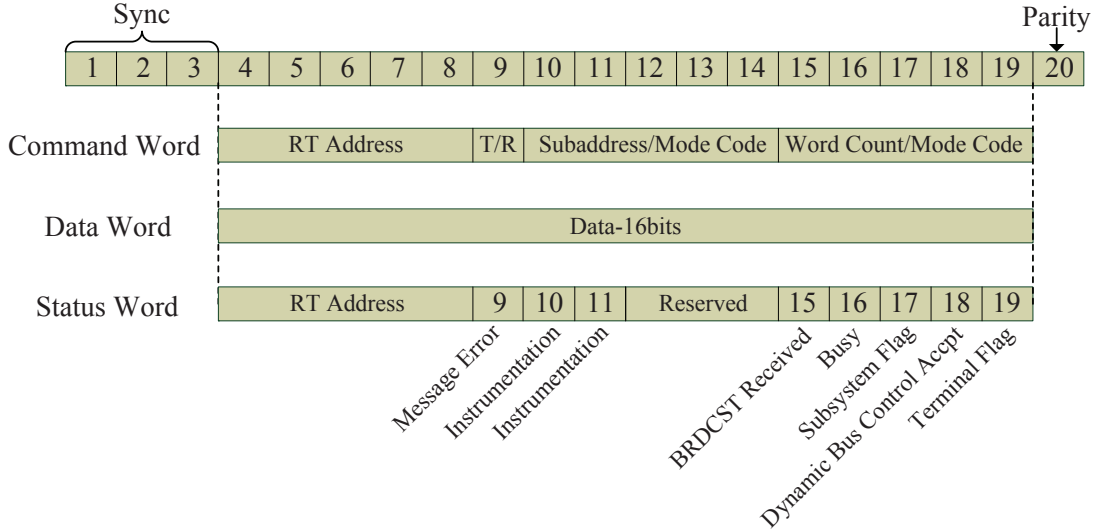 Sync
Parity
1 2 3 4 5 6 7 8 9 10 11 12 13 14 15 16 17 18 19 20
Command Word RT Address T/R Subaddress/Mode Code Word Count/Mode Code
Data Word Data-16bits
Status Word RT Address 9 10 11 Reserved 15 16 17 18 19
Message Error
Instrumentation
Instrumentation
BRDCST Received
Busy
Subsystem Flag
Dynamic Bus Control Accpt
Terminal Flag